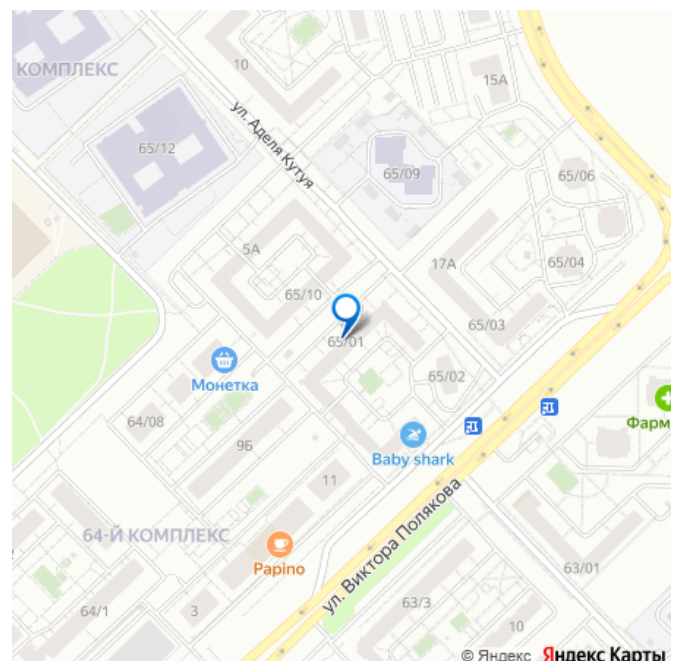 КОМПЛЕКС
10
15А
ул. Аделя Кутуя
65/12
65/09
65/06
5А
17А
65/04
65/10
65/01
65/03
Монетка
65/02
64/08
9Б
Фарм
Baby shark
11
64-Й КОМПЛЕКС
ул. Виктора Полякова
Papino
63/01
64/1
3
63/3
10
© Яндекс Яндекс Карты